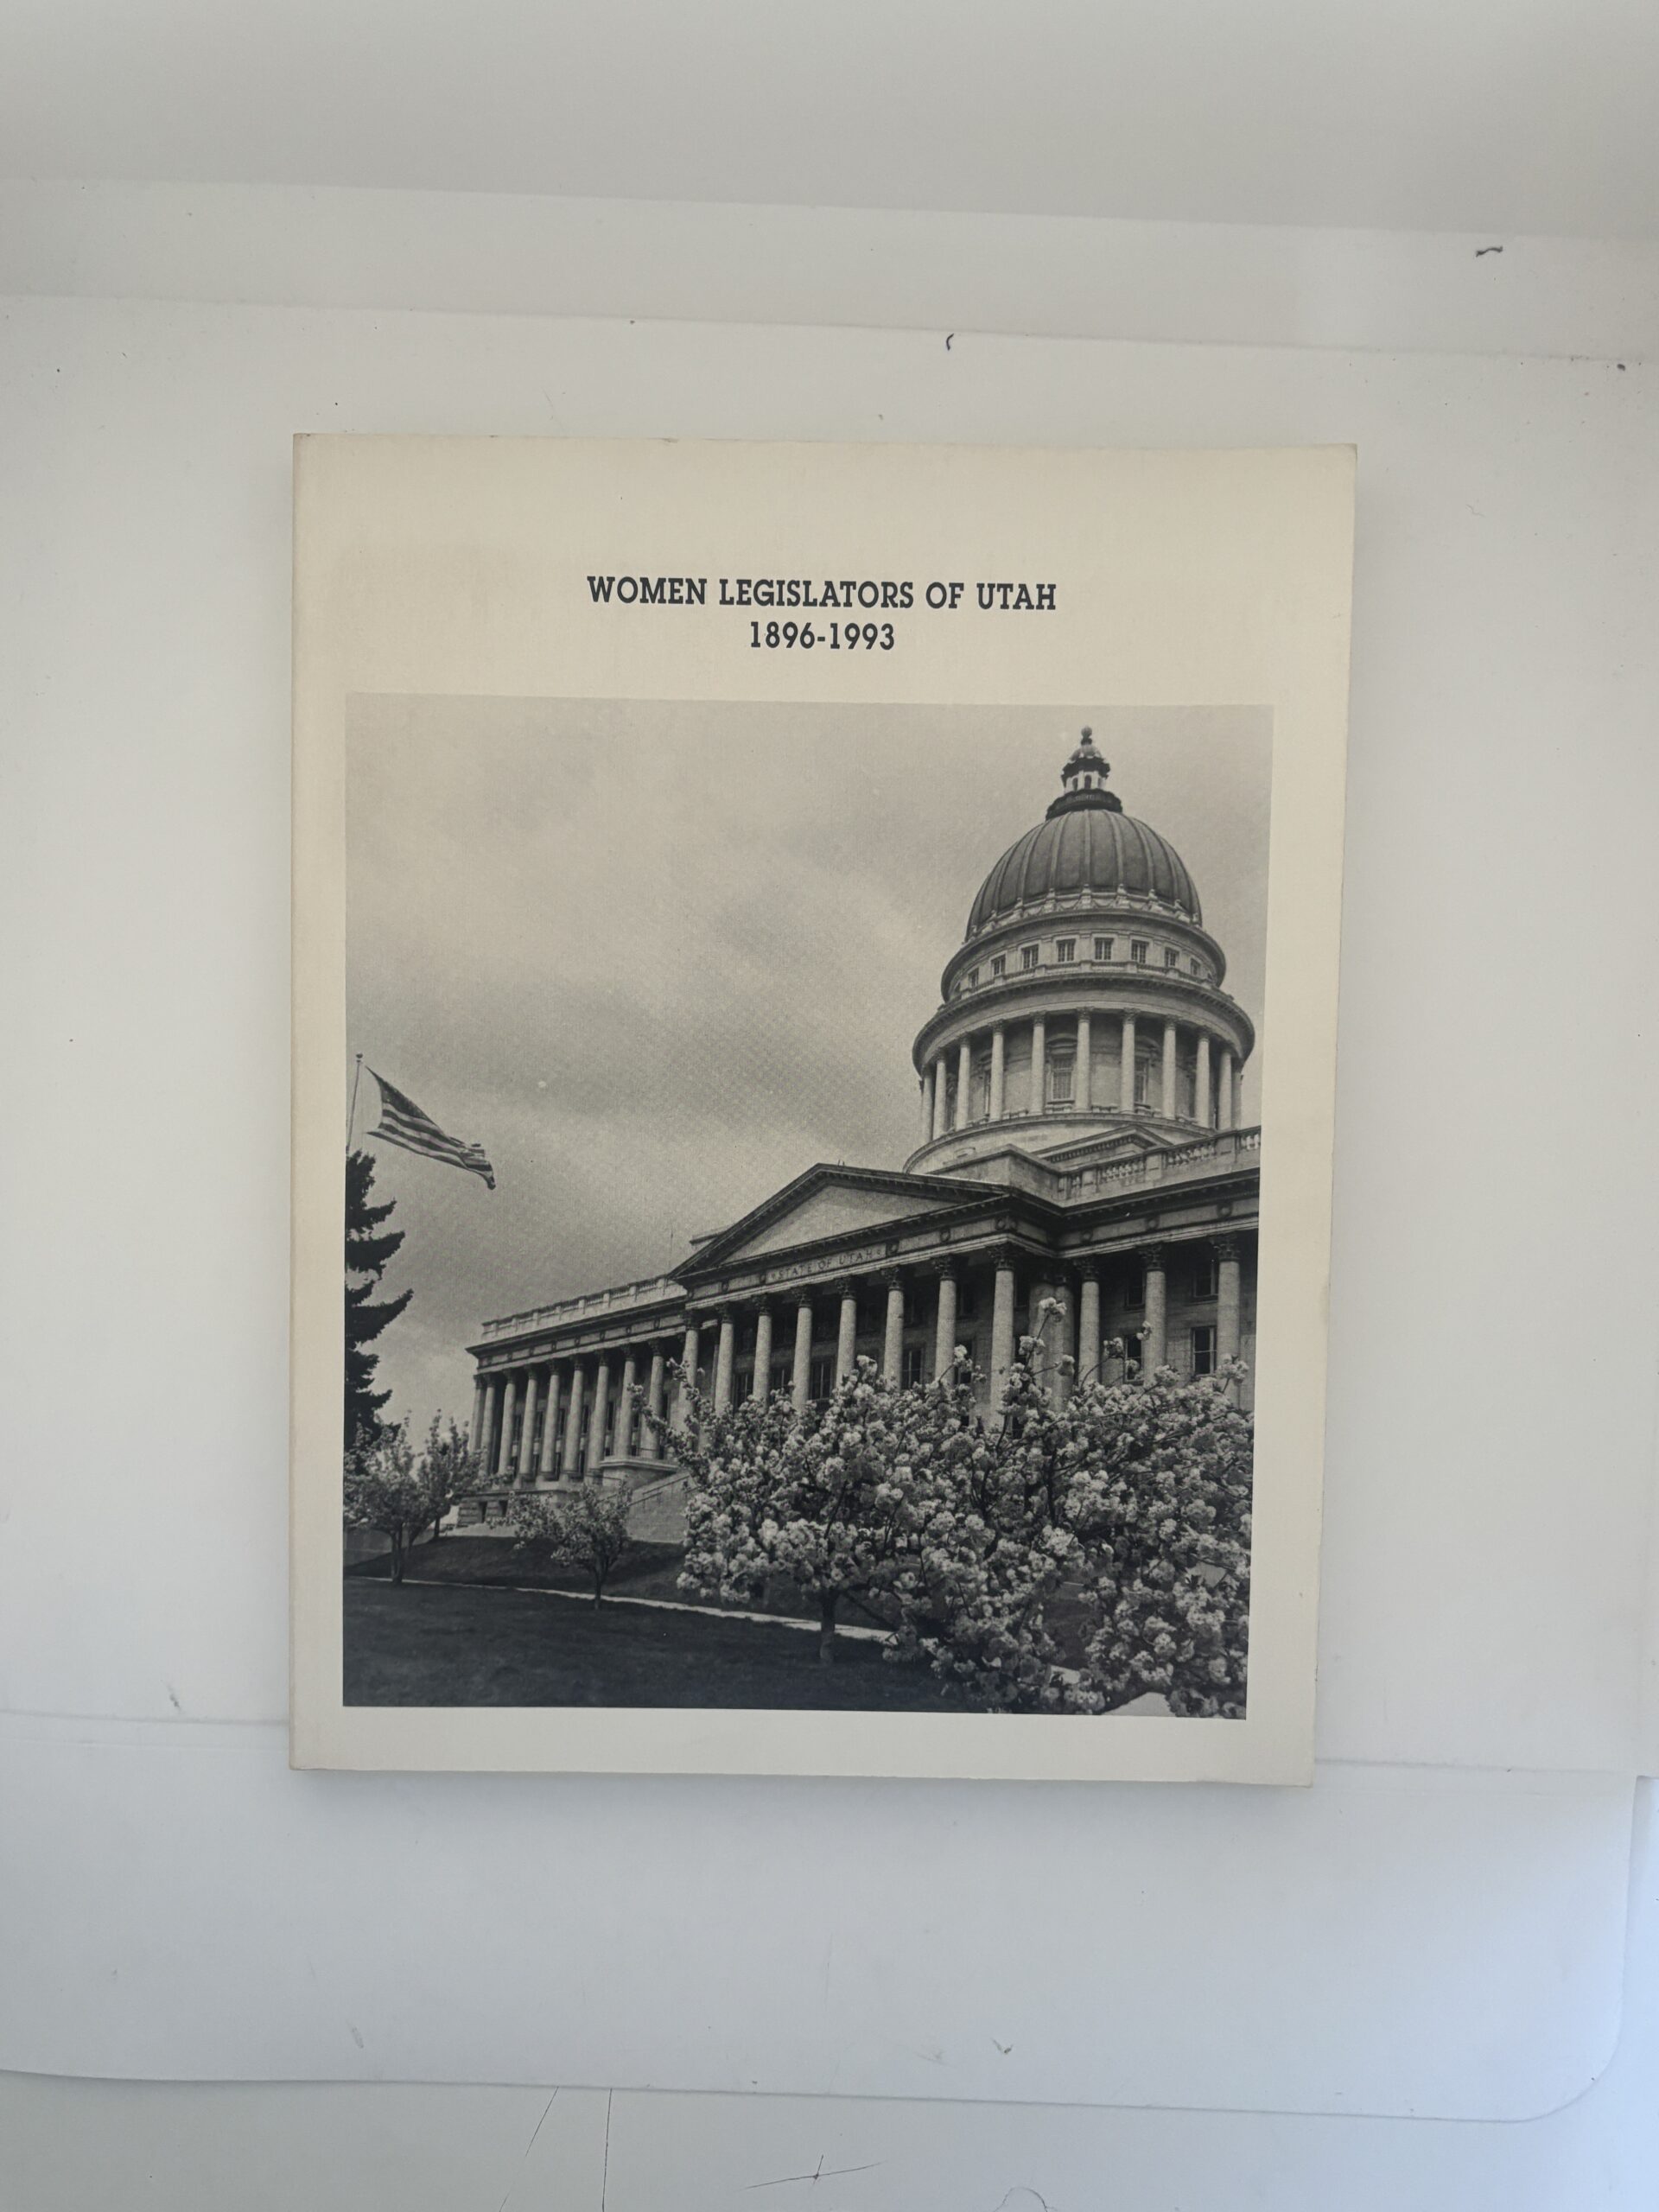 WOMEN LEGISLATORS OF UTAH
1896-1993
STATE OF UTAH